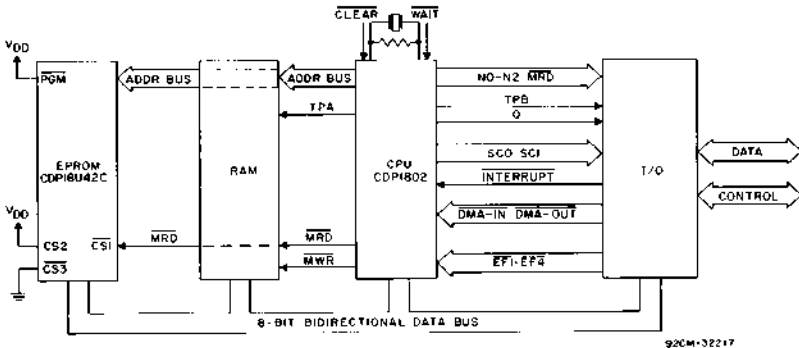 CLEAR WAIT
VDD
PGM
ADDR BUS
ADDR BUS
NO-N2 MRD
TPA
TPB
Q
EPROM
CDP18U42C
RAM
CPU
CDP1802
SCO SCI
I/O
DATA
INTERRUPT
CONTROL
DMA-IN DMA-OUT
VDD
CS2 CSI
MRD
MRD
MWR
EFI-EF4
CS3
8-BIT BIDIRECTIONAL DATA BUS
92CM-32217